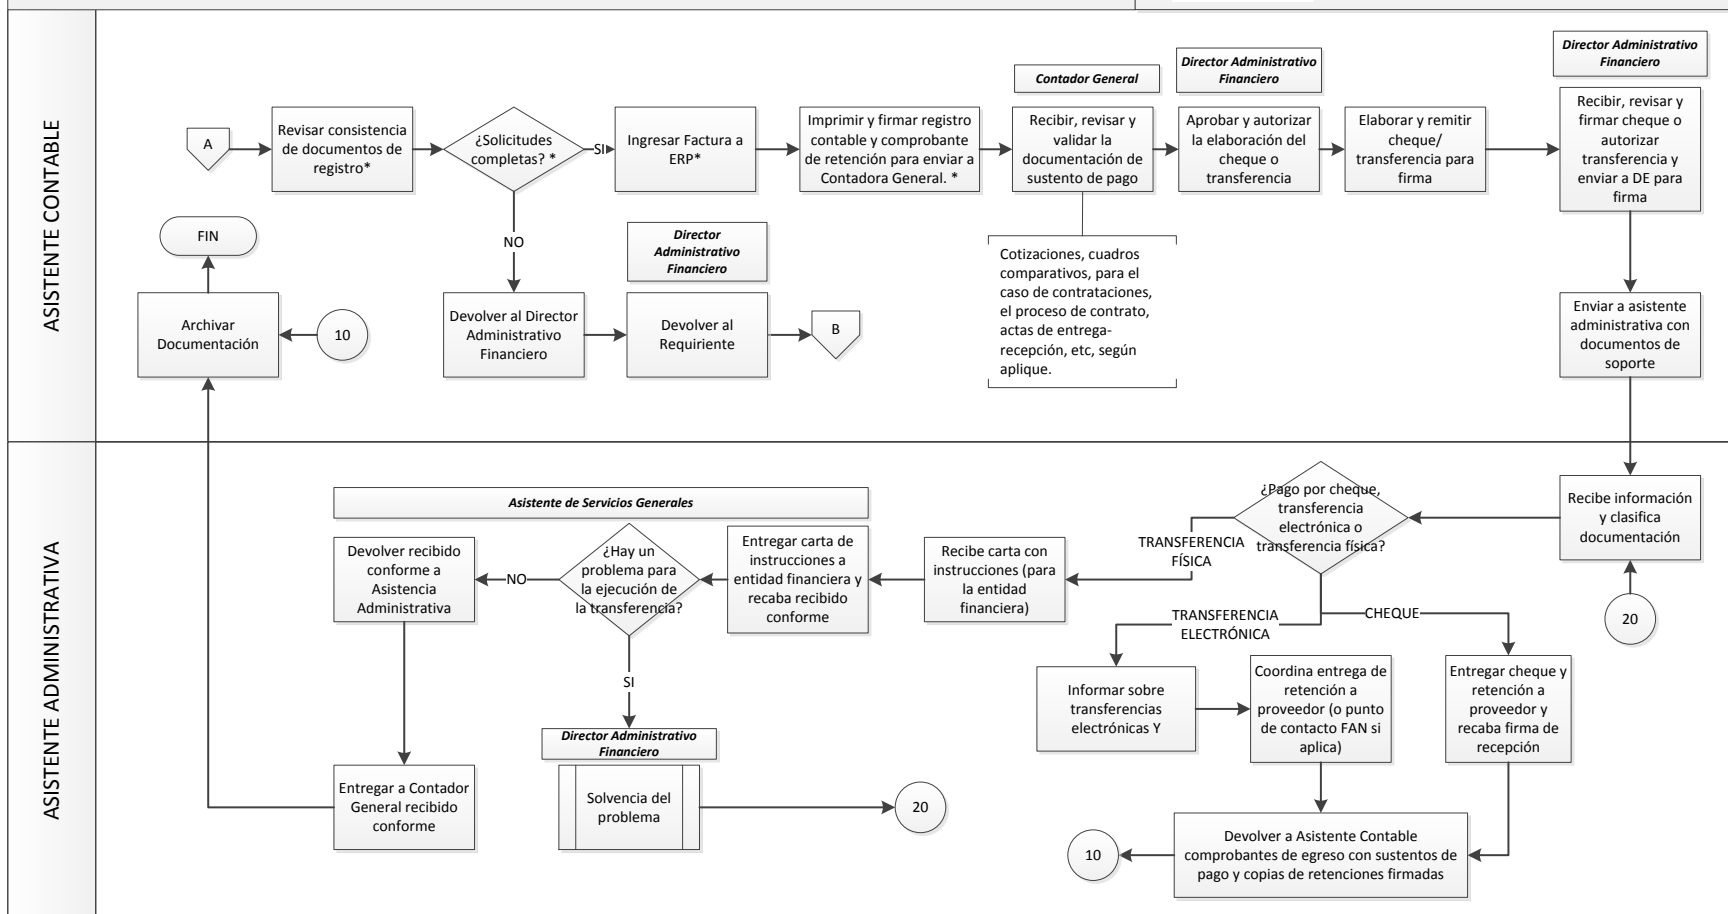 ASISTENTE CONTABLE
A
Revisar consistencia
de documentos de
registro*
¿Solicitudes
completas? *
SI
Ingresar Factura a
ERP*
Imprimir y firmar registro
contable y comprobante
de retención para enviar a
Contadora General. *
Contador General
Recibir, revisar y
validar la
documentación de
sustento de pago
Director Administrativo
Financiero
Aprobar y autorizar
la elaboración del
cheque o
transferencia
Elaborar y remitir
cheque/
transferencia para
firma
Director Administrativo
Financiero
Recibir, revisar y
firmar cheque o
autorizar
transferencia y
enviar a DE para
firma
FIN
Archivar
Documentación
10
NO
Devolver al Director
Administrativo
Financiero
Director
Administrativo
Financiero
Devolver al
Requiriente
B
Cotizaciones, cuadros
comparativos, para el
caso de contrataciones,
el proceso de contrato,
actas de entrega-
recepción, etc, según
aplique.
Enviar a asistente
administrativa con
documentos de
soporte
ASISTENTE ADMINISTRATIVA
Asistente de Servicios Generales
Devolver recibido
conforme a
Asistencia
Administrativa
NO
¿Hay un
problema para
la ejecución de
la transferencia?
Entregar carta de
instrucciones a
entidad financiera y
recaba recibido
conforme
Recibe carta con
instrucciones (para
la entidad
financiera)
TRANSFERENCIA
FÍSICA
¿Pago por cheque,
transferencia
electrónica o
transferencia física?
Recibe información
y clasifica
documentación
20
TRANSFERENCIA
ELECTRÓNICA
CHEQUE
SI
Informar sobre
transferencias
electrónicas Y
Coordina entrega de
retención a
proveedor (o punto
de contacto FAN si
aplica)
Entregar cheque y
retención a
proveedor y
recaba firma de
recepción
Director Administrativo
Financiero
Solvencia del
problema
20
Entregar a Contador
General recibido
conforme
10
Devolver a Asistente Contable
comprobantes de egreso con sustentos de
pago y copias de retenciones firmadas